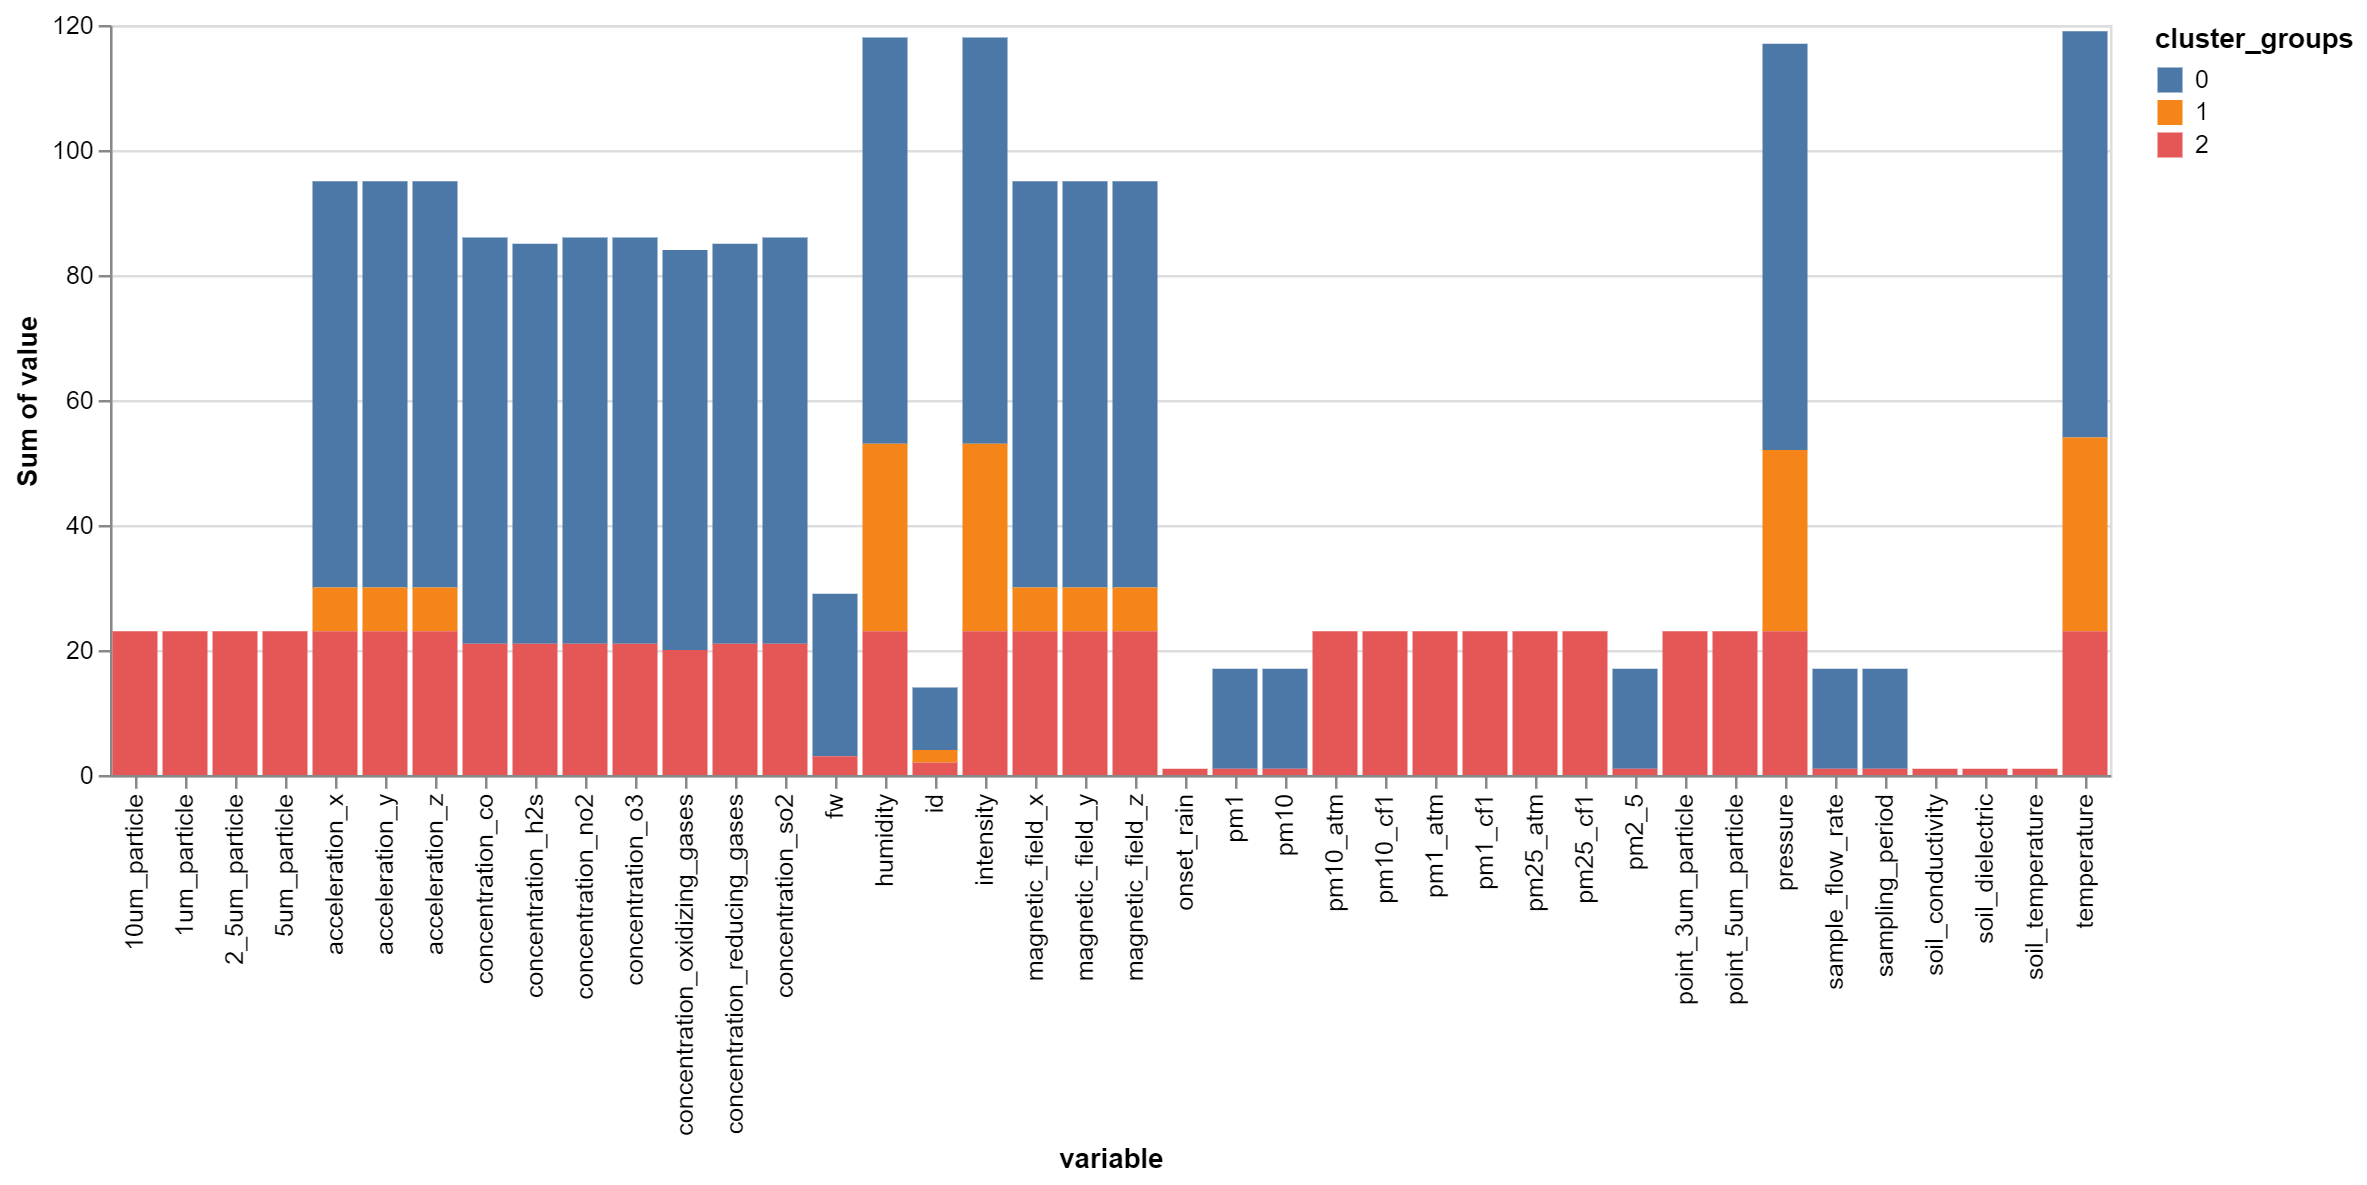 120
100
80
60
40
20
0
Sum of value
10um_particle
1um_particle
2_5um_particle
5um_particle
acceleration_x
acceleration_y
acceleration_z
concentration_co
concentration_h2s
concentration_no2
concentration_o3
concentration_oxidizing_gases
concentration_reducing_gases
concentration_so2
fw
humidity
id
intensity
magnetic_field_x
magnetic_field_y
magnetic_field_z
onset_rain
pm1
pm10
pm10_atm
pm10_cf1
pm1_atm
pm1_cf1
pm25_atm
pm25_cf1
pm2_5
point_3um_particle
point_5um_particle
pressure
sample_flow_rate
sampling_period
soil_conductivity
soil_dielectric
soil_temperature
temperature
variable
cluster_groups
0
1
2